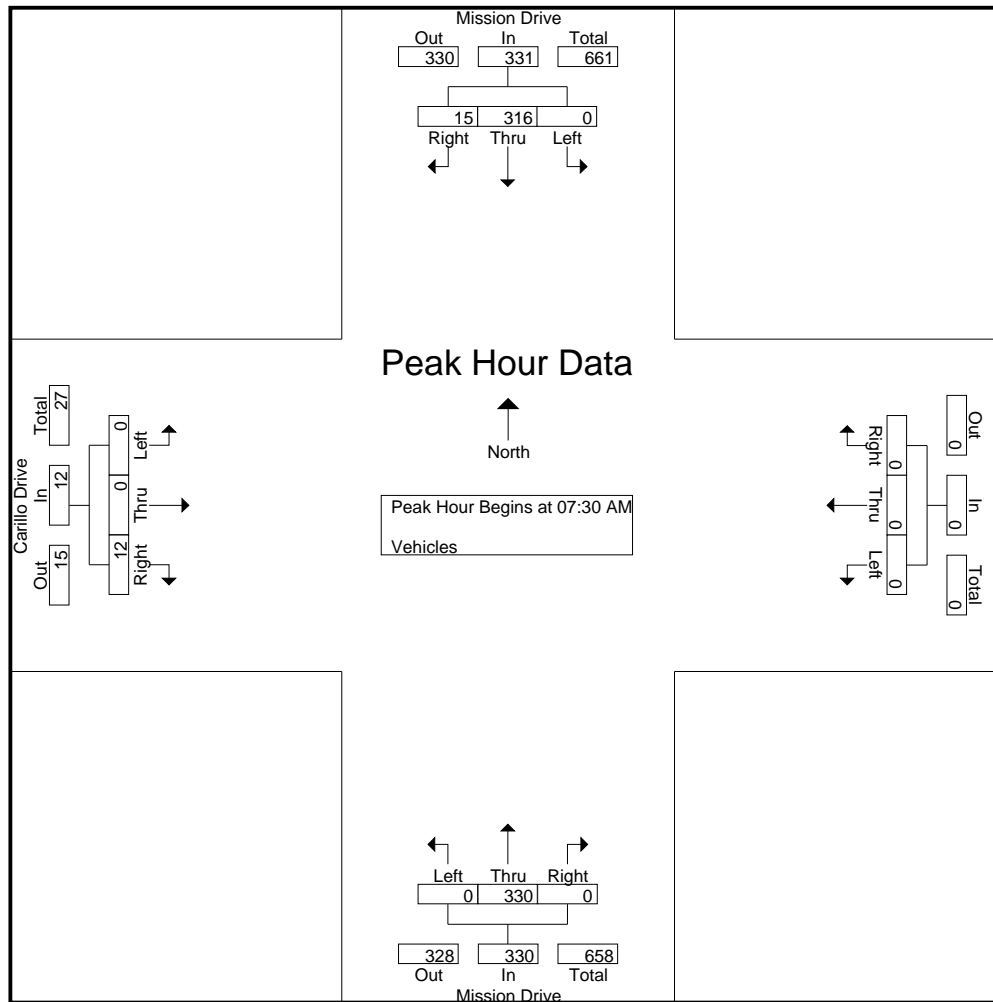 Mission Drive
Out In Total
330 331 661
15 316 0
Right Thru Left
Peak Hour Data
North
Peak Hour Begins at 07:30 AM
Vehicles
Carillo Drive
Out In Total
15 12 27
Right Thru Left
12 0 0
Right Thru Left
0 0 0
Out In Total
0 0 0
Left Thru Right
0 330 0
328 330 658
Out In Total
Mission Drive